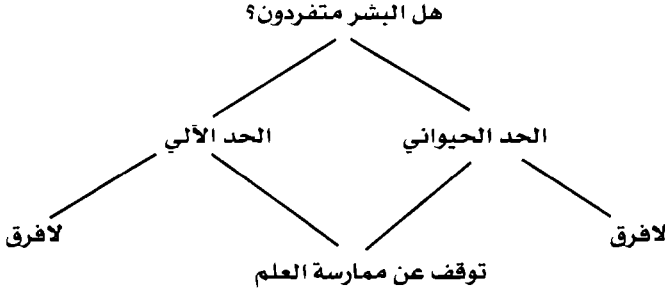 هل البشر متفردون؟
الحد الحيواني
الحد الآلي
لافرق
لافرق
توقف عن ممارسة العلم